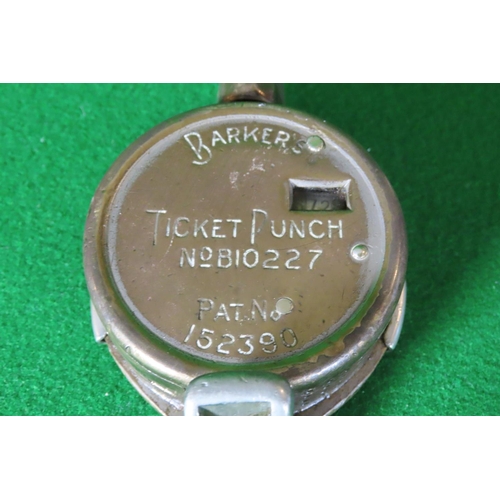 BARKER'S
TICKET PUNCH
No B10227
PAT. No
152390